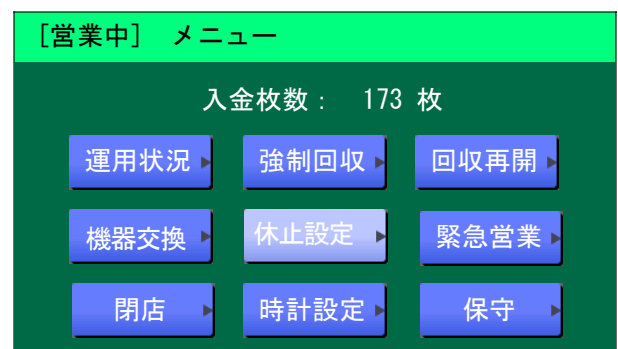 [営業中] メニュー
入金枚数： 173 枚
運用状況 強制回収 回収再開
機器交換 休止設定 緊急営業
閉店 時計設定 保守